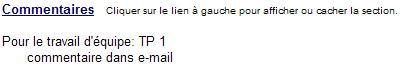 Commentaires Cliquer sur le lien à gauche pour afficher ou cacher la section.
Pour le travail d'équipe: TP 1
commentaire dans e-mail